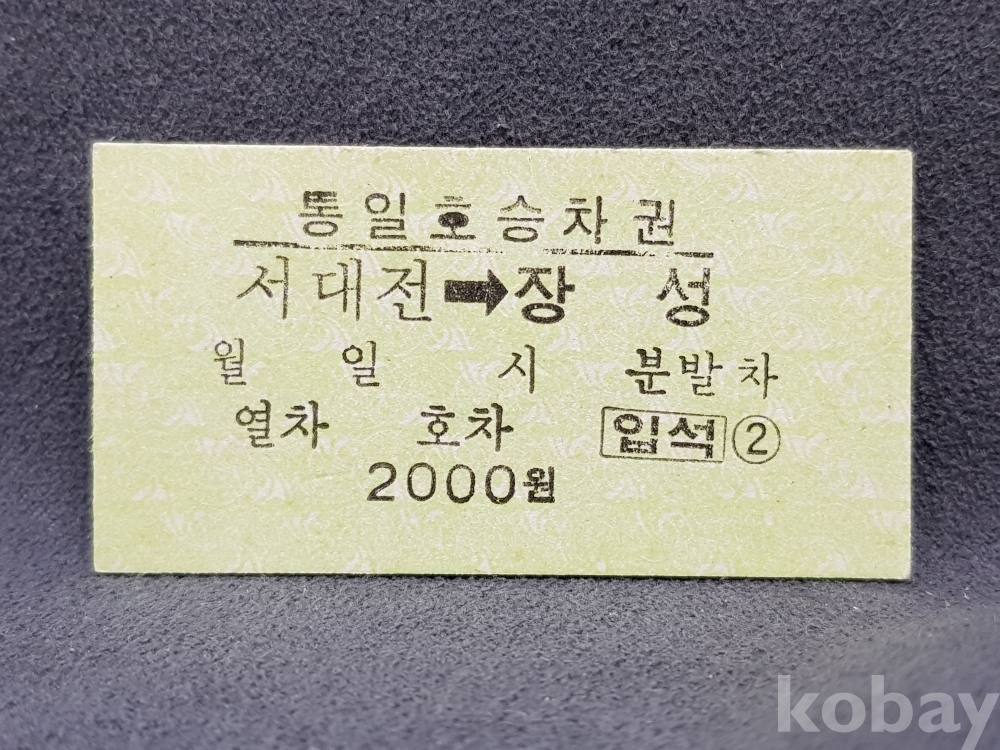 통일호승차권
서대전➡장 성
월 일 시 분발차
열차 호차 입석②
2000원
kobay